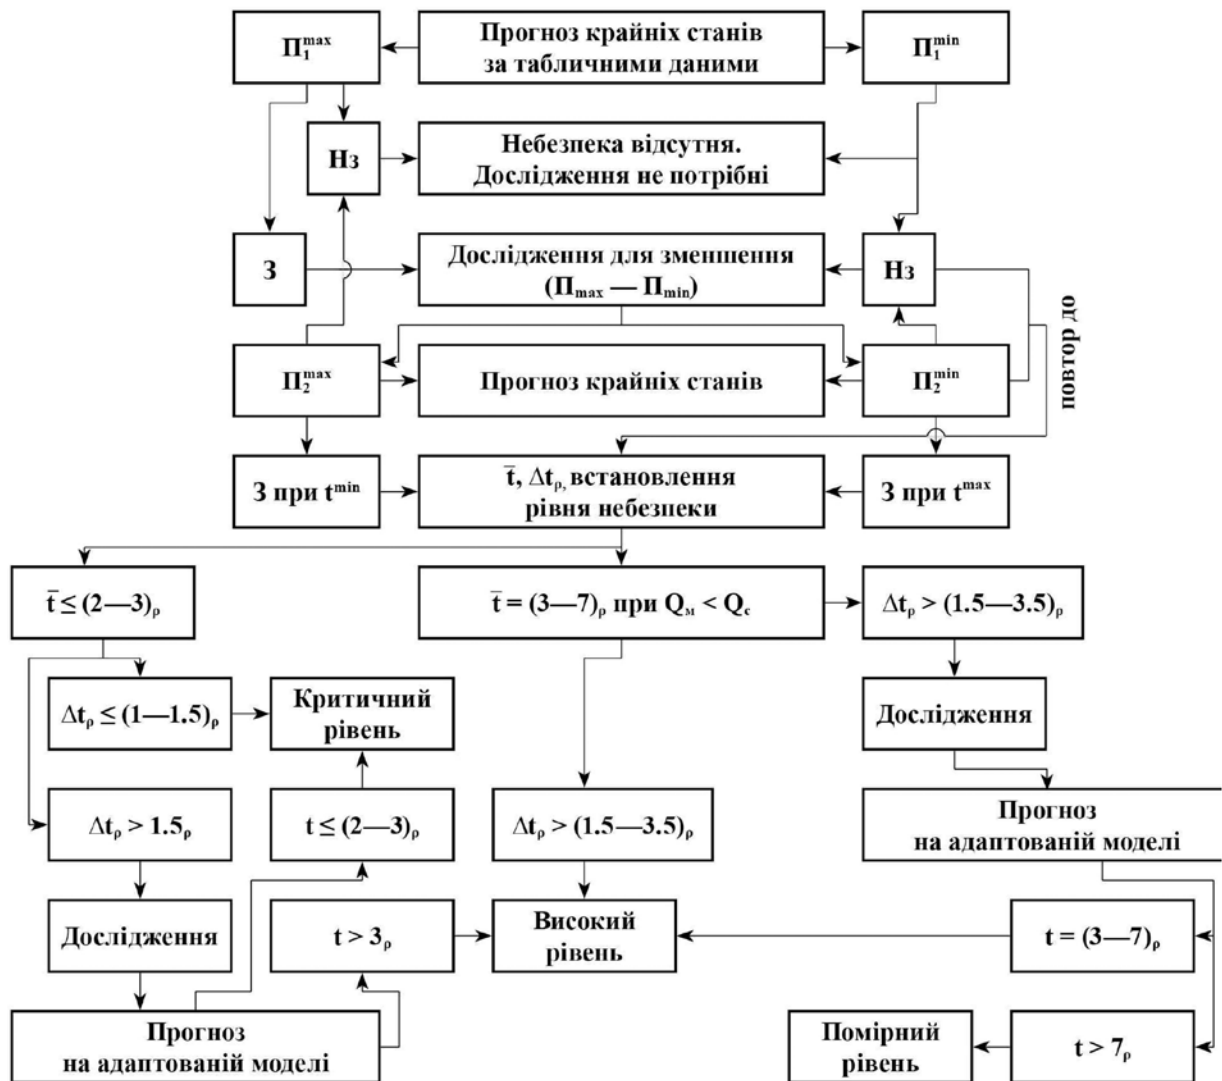 П₁ᵐᵃˣ
Прогноз крайніх станів
за табличними даними
П₁ᵐⁱⁿ
Нз
Небезпека відсутня.
Дослідження не потрібні
З
Дослідження для зменшення
(Пₘₐₓ — Пₘᵢₙ)
Нз
повтор до
П₂ᵐᵃˣ
Прогноз крайніх станів
П₂ᵐⁱⁿ
З при tᵐⁱⁿ
t̅, Δtᵨ, встановлення
рівня небезпеки
З при tᵐᵃˣ
t̅ ≤ (2—3)ᵨ
t̅ = (3—7)ᵨ при Qм < Qс
Δtᵨ > (1.5—3.5)ᵨ
Δtᵨ ≤ (1—1.5)ᵨ
Критичний
рівень
Дослідження
Δtᵨ > 1.5ᵨ
t ≤ (2—3)ᵨ
Δtᵨ > (1.5—3.5)ᵨ
Прогноз
на адаптованій моделі
Дослідження
t > 3ᵨ
Високий
рівень
t = (3—7)ᵨ
Прогноз
на адаптованій моделі
Помірний
рівень
t > 7ᵨ